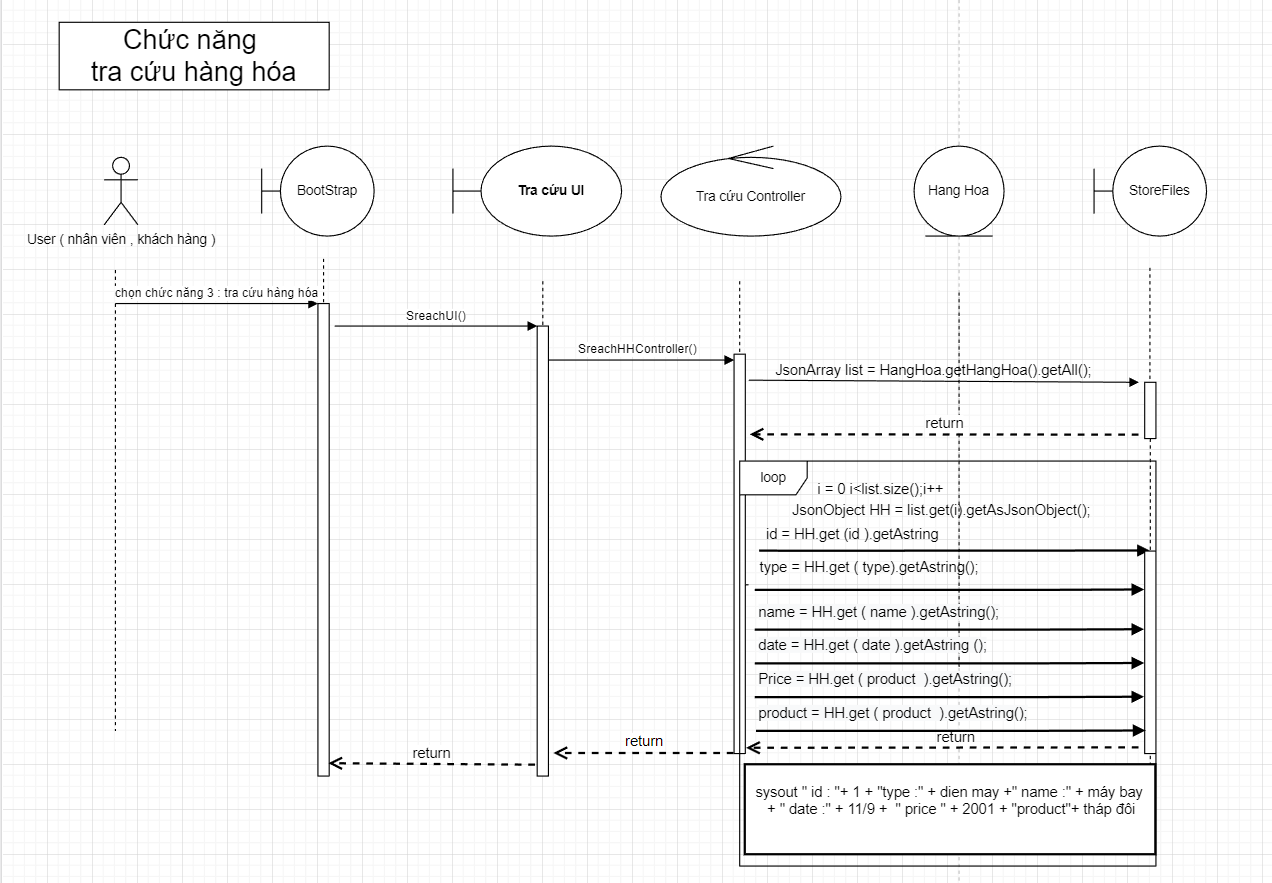 Chức năng
tra cứu hàng hóa
BootStrap
Tra cứu UI
Tra cứu Controller
Hang Hoa
StoreFiles
User ( nhân viên , khách hàng )
chọn chức năng 3 : tra cứu hàng hóa
SreachUI()
SreachHHController()
JsonArray list = HangHoa.getHangHoa().getAll();
return
loop
i = 0 i<list.size();i++
JsonObject HH = list.get(i).getAsJsonObject();
id = HH.get (id ).getAstring
type = HH.get ( type).getAstring();
name = HH.get ( name ).getAstring();
date = HH.get ( date ).getAstring ();
Price = HH.get ( product  ).getAstring();
product = HH.get ( product  ).getAstring();
return
return
return
sysout " id : "+ 1 + "type :" + dien may +" name :" + máy bay
+ " date :" + 11/9 +  " price " + 2001 + "product"+ tháp đôi